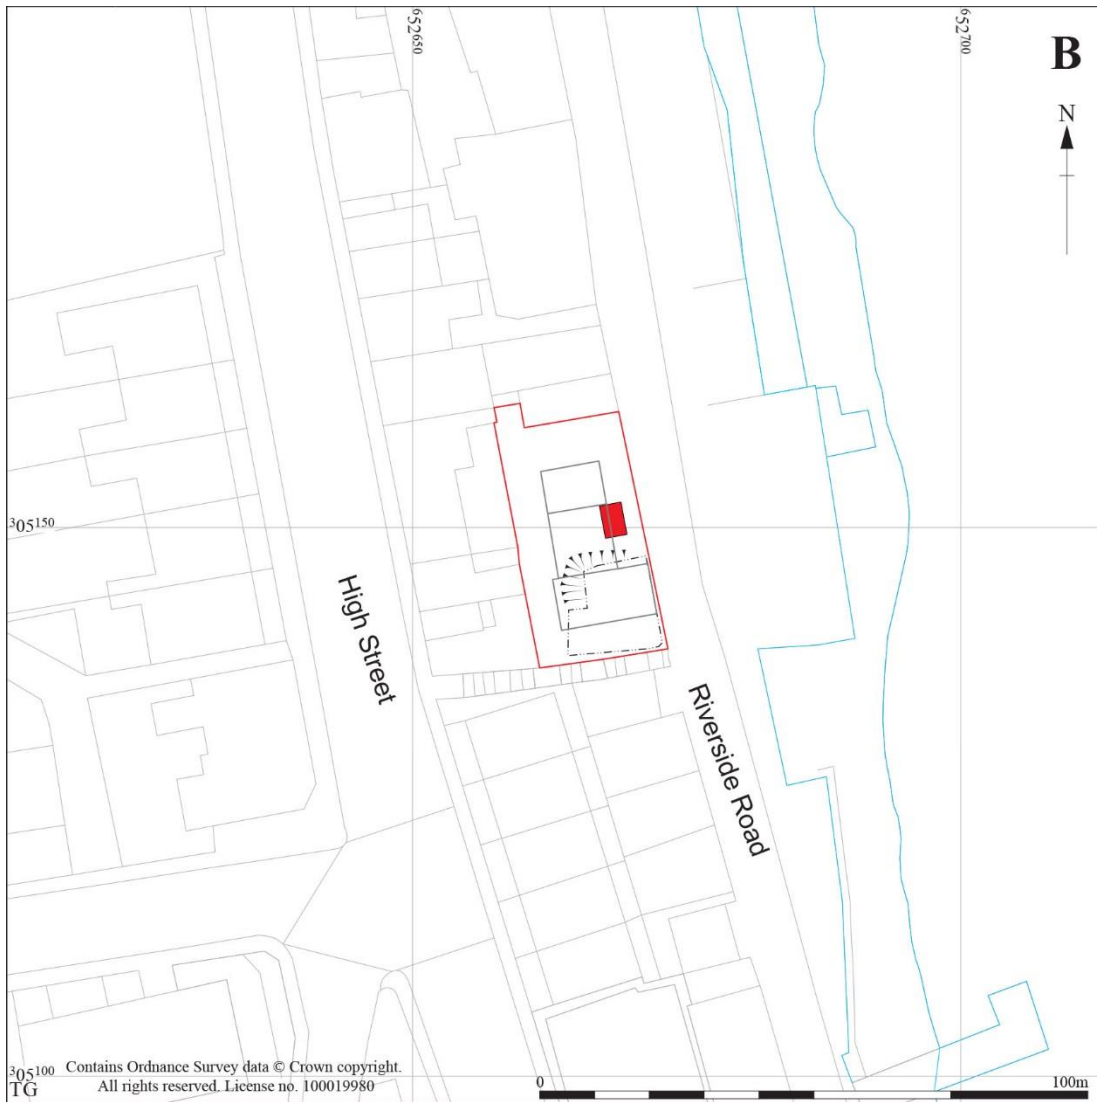 ⁶52650
⁶52700
B
N
³05150
High Street
Riverside Road
³05100
TG
Contains Ordnance Survey data © Crown copyright.
All rights reserved. License no. 100019980
0
100m